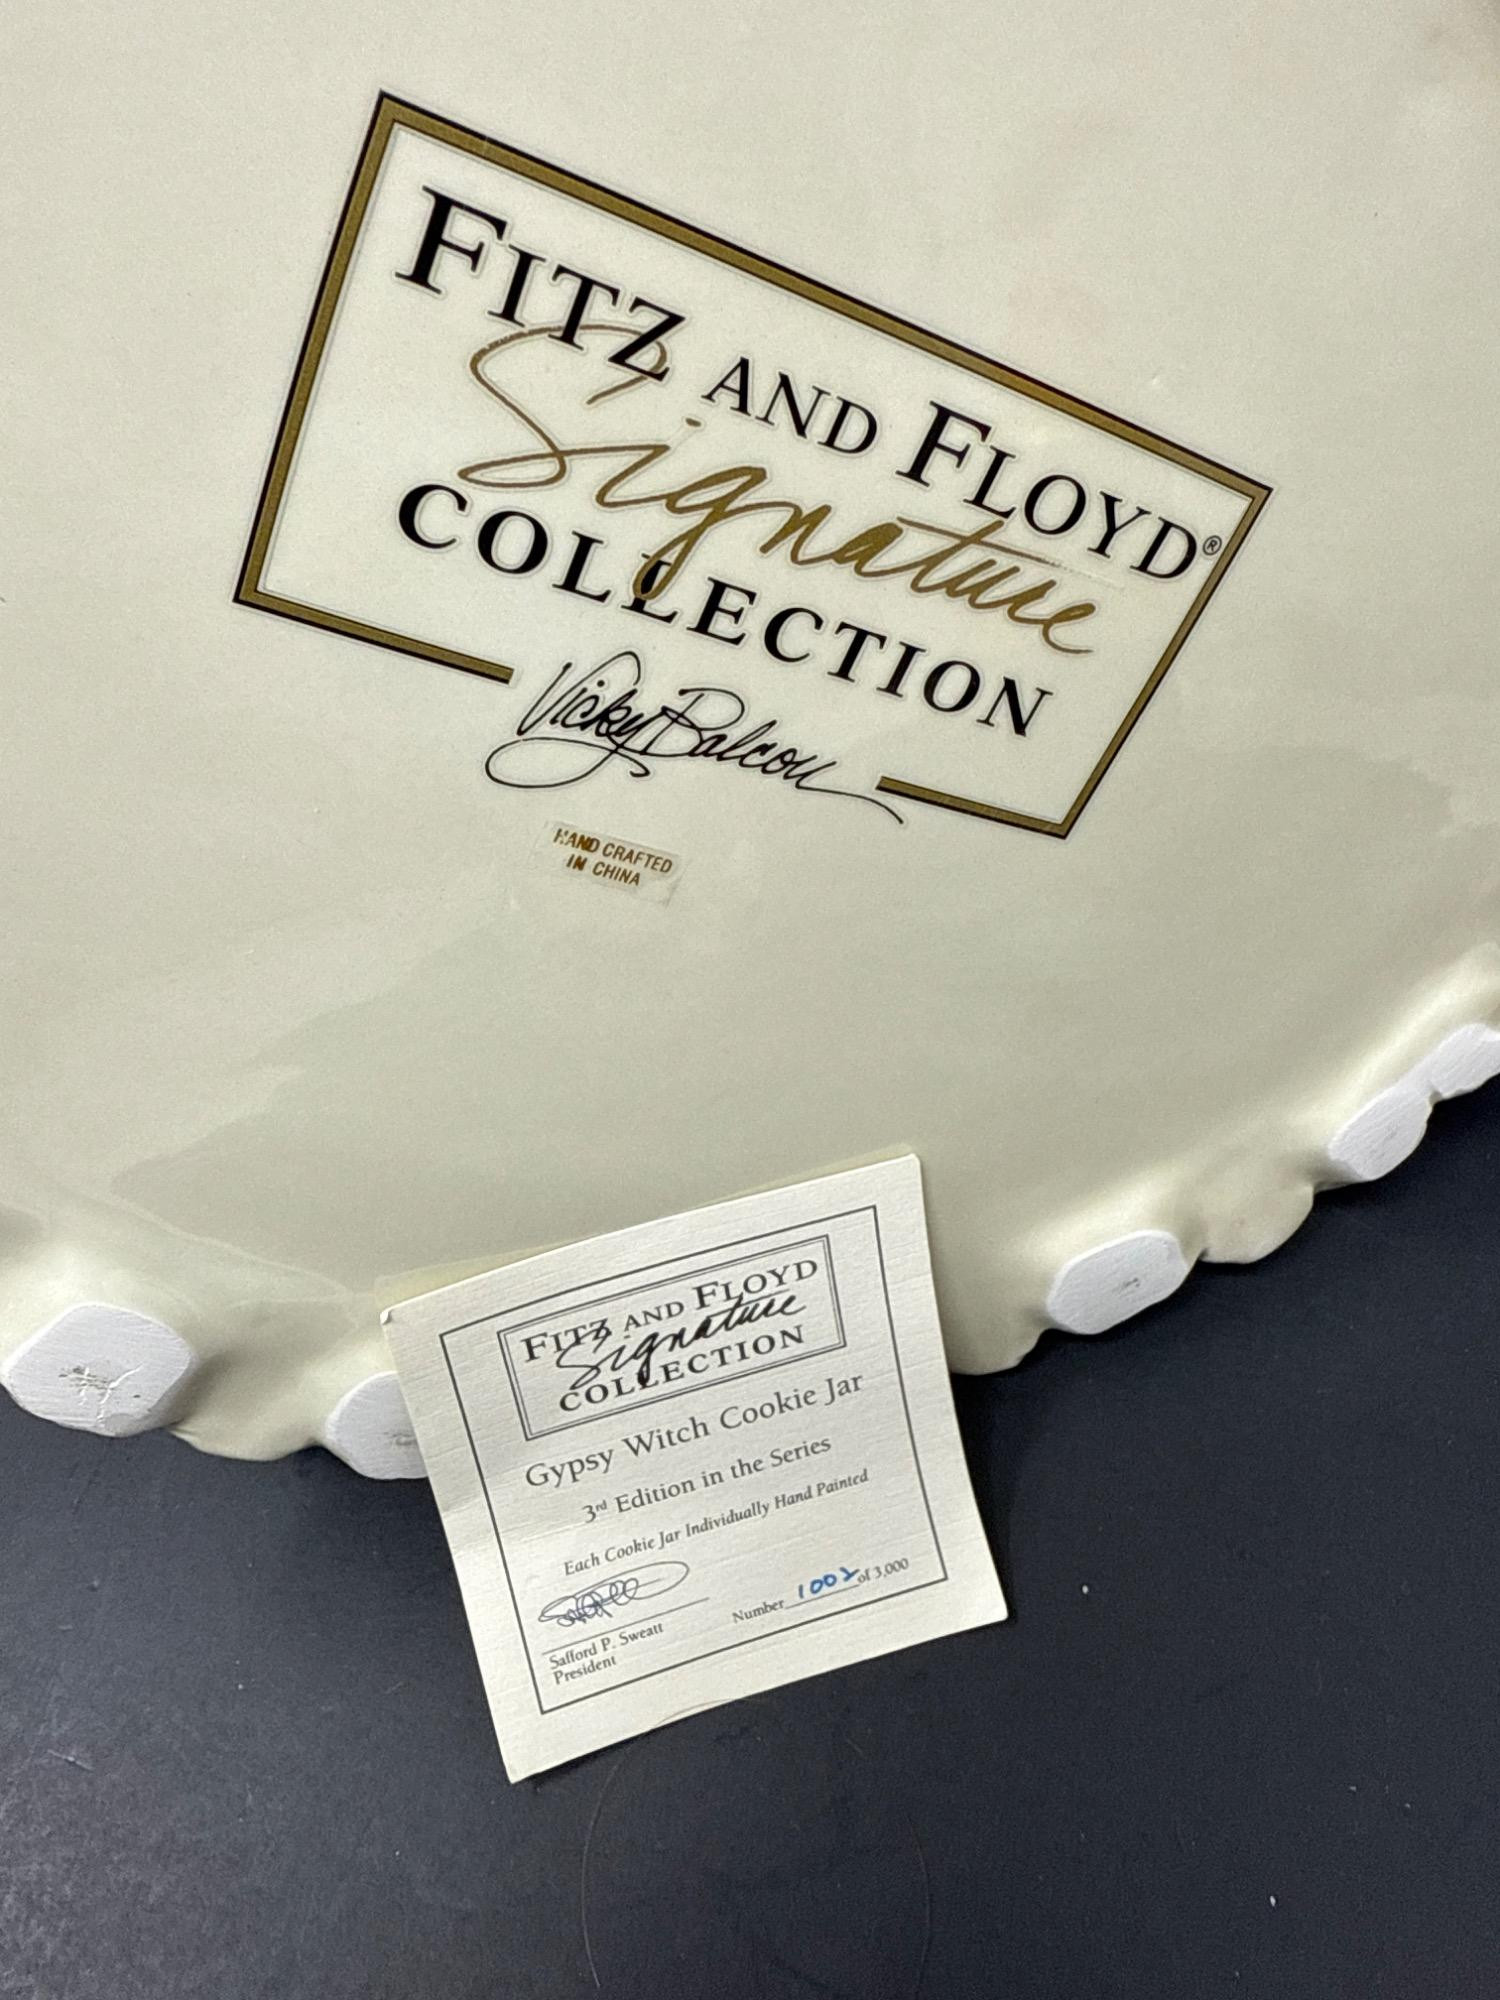 FITZ AND FLOYD®
Signature
COLLECTION
Vicky Balcou
HAND CRAFTED
IN CHINA
FITZ AND FLOYD
Signature
COLLECTION
Gypsy Witch Cookie Jar
3rd Edition in the Series
Each Cookie Jar Individually Hand Painted
Safford P. Sweatt
President
Number 1002 of 3,000